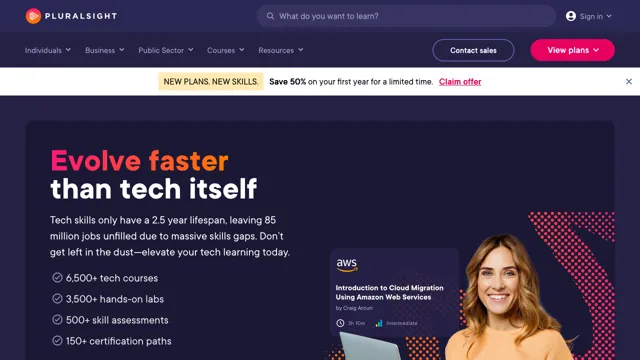 PLURALSIGHT
What do you want to learn?
Sign in
Individuals
Business
Public Sector
Courses
Resources
Contact sales
View plans
NEW PLANS. NEW SKILLS.
Save 50% on your first year for a limited time.
Claim offer
Evolve faster
than tech itself
Tech skills only have a 2.5 year lifespan, leaving 85
million jobs unfilled due to massive skills gaps. Don't
get left in the dust—elevate your tech learning today.
6,500+ tech courses
3,500+ hands-on labs
500+ skill assessments
150+ certification paths
aws
Introduction to Cloud Migration
Using Amazon Web Services
by Craig Arcuri
3h 10m
Intermediate